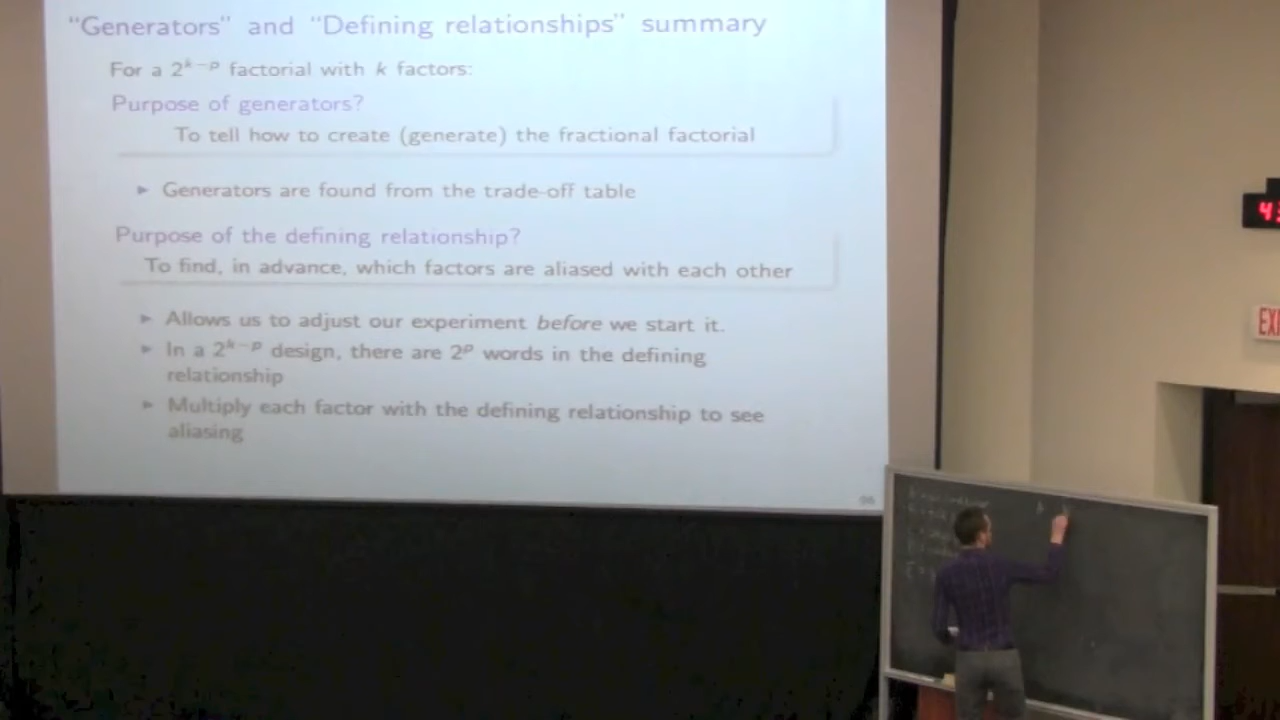 “Generators” and “Defining relationships” summary
For a 2^{k−p} factorial with k factors:
Purpose of generators?
To tell how to create (generate) the fractional factorial
▸ Generators are found from the trade-off table
Purpose of the defining relationship?
To find, in advance, which factors are aliased with each other
▸ Allows us to adjust our experiment before we start it.
▸ In a 2^{k−p} design, there are 2^p words in the defining
relationship
▸ Multiply each factor with the defining relationship to see
aliasing